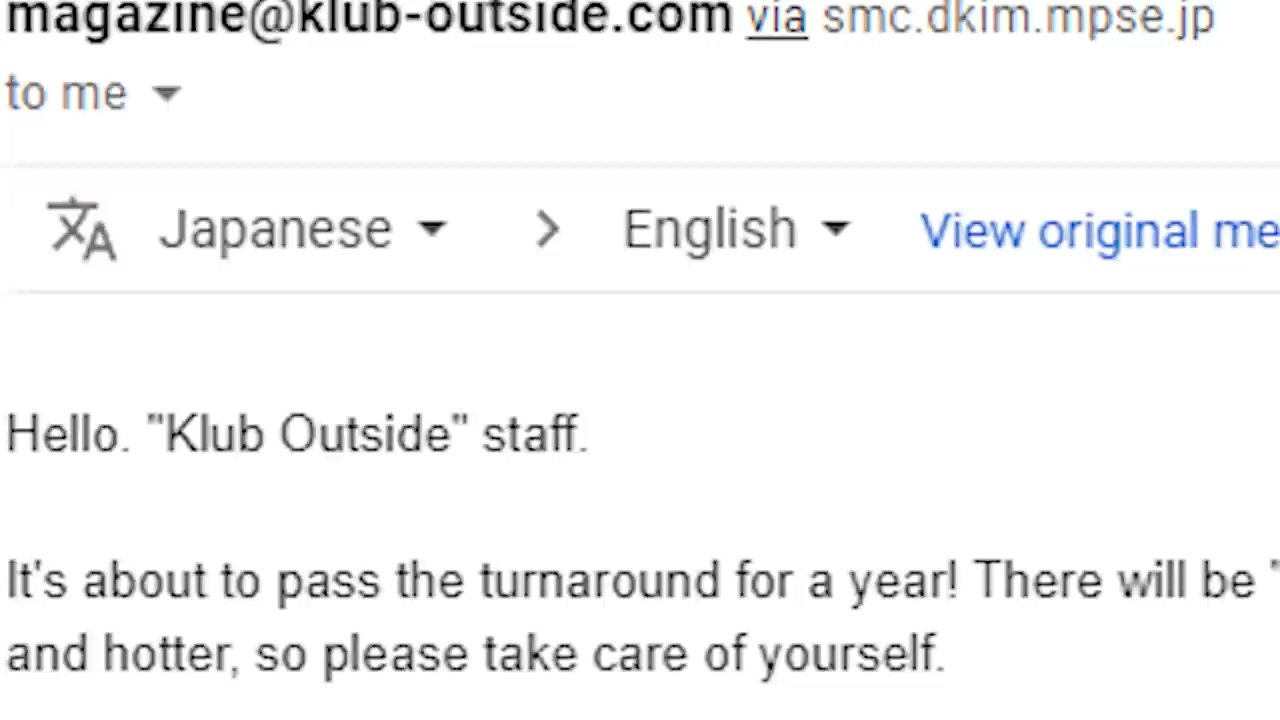 magazine@klub-outside.com via smc.dkim.mpse.jp
to me
Japanese > English View original me
Hello. "Klub Outside" staff.
It's about to pass the turnaround for a year! There will be "
and hotter, so please take care of yourself.